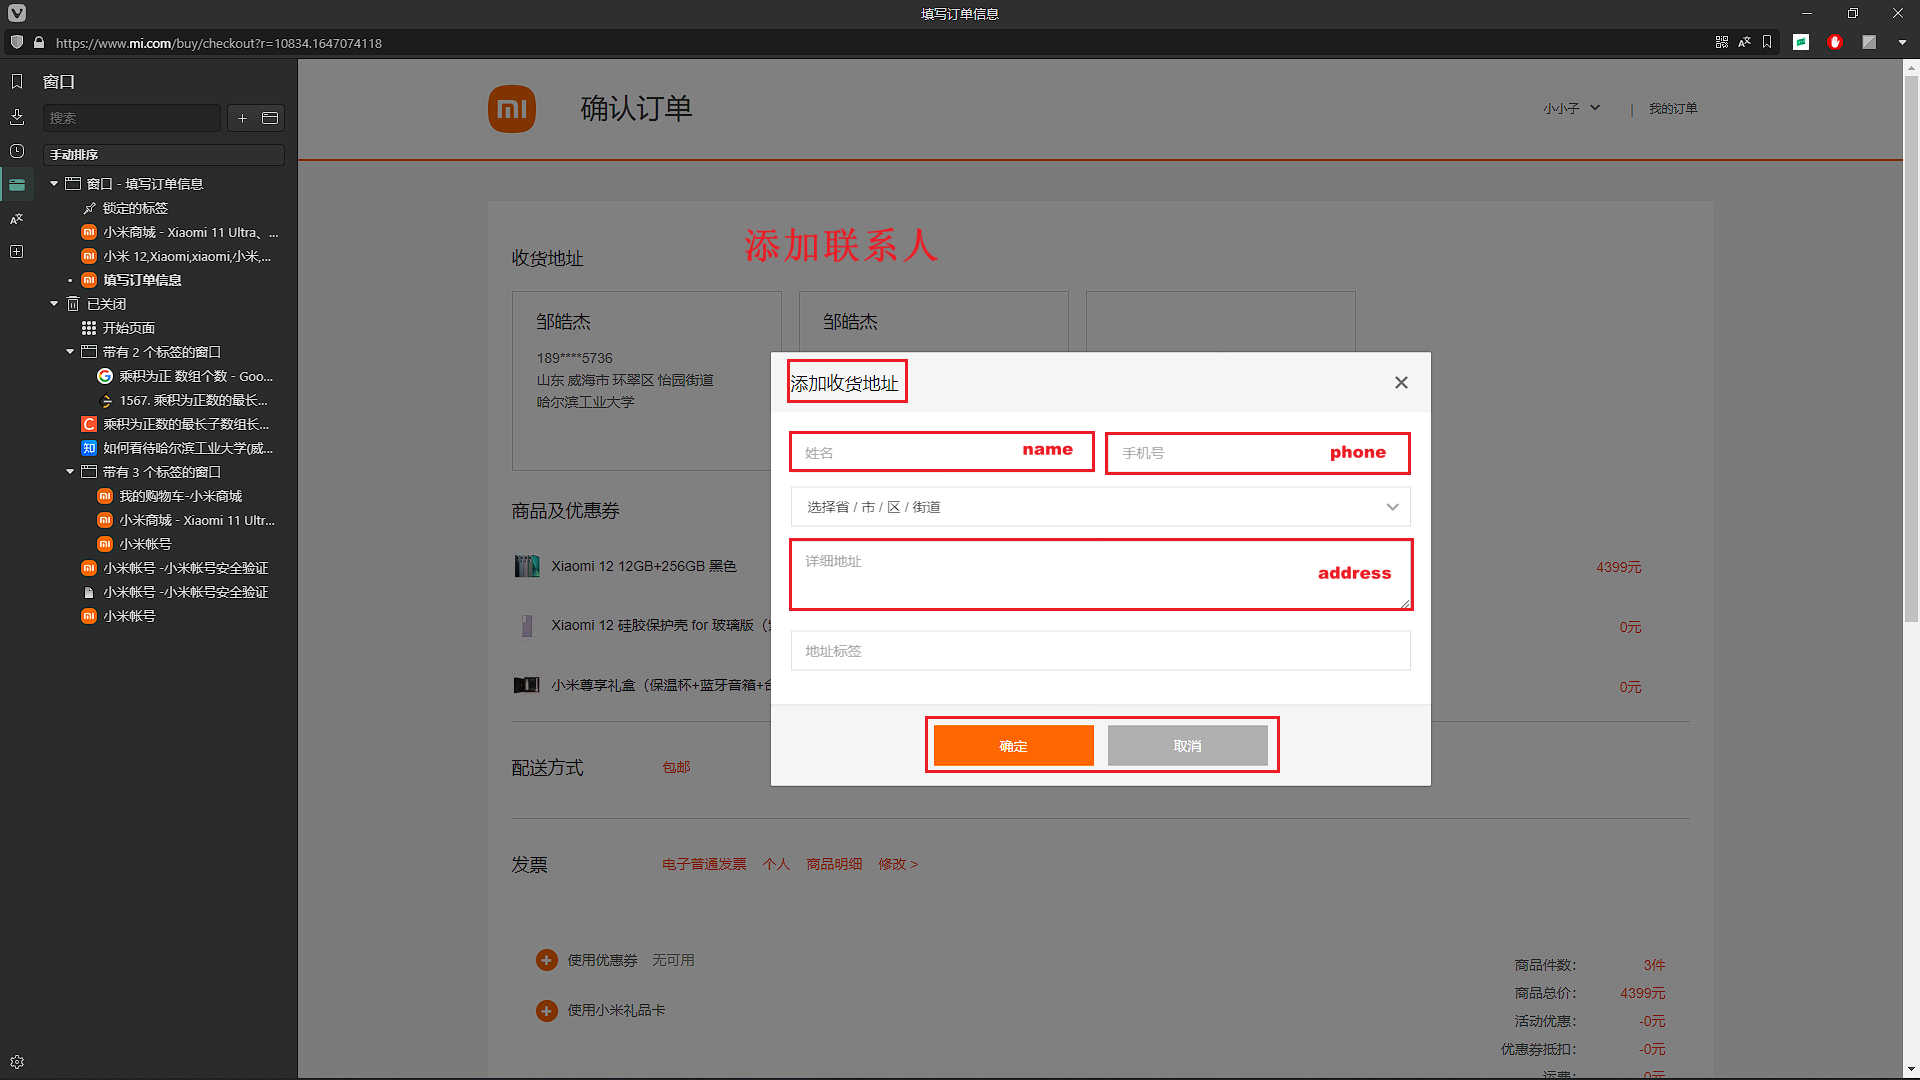 填写订单信息
https://www.mi.com/buy/checkout?r=10834.1647074118
窗口
搜索
手动排序
窗口 - 填写订单信息
锁定的标签
小米商城 - Xiaomi 11 Ultra、...
小米 12,Xiaomi,xiaomi,小米,...
填写订单信息
已关闭
开始页面
带有 2 个标签的窗口
乘积为正 数组个数 - Goo...
1567. 乘积为正数的最长...
乘积为正数的最长子数组长...
如何看待哈尔滨工业大学(威...
带有 3 个标签的窗口
我的购物车-小米商城
小米商城 - Xiaomi 11 Ultr...
小米帐号
小米帐号 -小米帐号安全验证
小米帐号 -小米帐号安全验证
小米帐号
确认订单
小小子
我的订单
添加联系人
收货地址
邹皓杰
189****5736
山东 威海市 环翠区 怡园街道
哈尔滨工业大学
邹皓杰
添加收货地址
姓名 name
手机号 phone
选择省 / 市 / 区 / 街道
详细地址 address
地址标签
确定
取消
商品及优惠券
Xiaomi 12 12GB+256GB 黑色 4399元
Xiaomi 12 硅胶保护壳 for 玻璃版 0元
小米尊享礼盒（保温杯+蓝牙音箱+ 0元
配送方式 包邮
发票 电子普通发票 个人 商品明细 修改 >
使用优惠券 无可用
使用小米礼品卡
商品件数： 3件
商品总价： 4399元
活动优惠： -0元
优惠券抵扣： -0元
运费： 0元